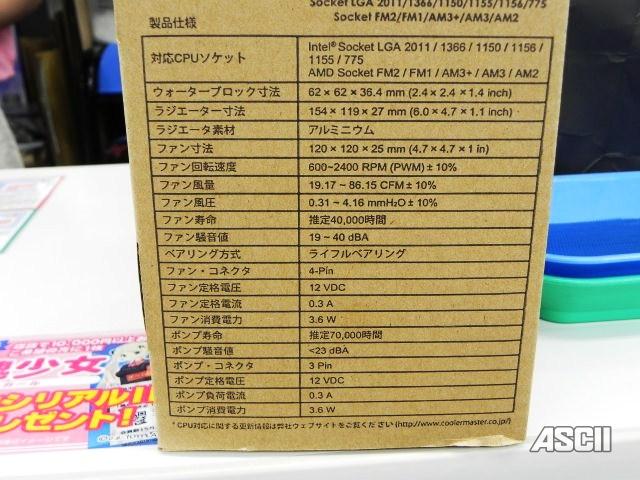 Socket LGA 2011/1366/1150/1155/1156/775
Socket FM2/FM1/AM3+/AM3/AM2
製品仕様
対応CPUソケット
Intel® Socket LGA 2011 / 1366 / 1150 / 1156 /
1155 / 775
AMD Socket FM2 / FM1 / AM3+ / AM3 / AM2
ウォーターブロック寸法 62 x 62 x 36.4 mm (2.4 x 2.4 x 1.4 inch)
ラジエーター寸法 154 x 119 x 27 mm (6.0 x 4.7 x 1.1 inch)
ラジエータ素材 アルミニウム
ファン寸法 120 x 120 x 25 mm (2.4 x 4.7 x 1 in)
ファン回転速度 600~2400 RPM (PWM) ± 10%
ファン風量 19.17 ~ 86.15 CFM ± 10%
ファン風圧 0.31 ~ 4.16 mmH₂O ± 10%
ファン寿命 推定40,000時間
ファン騒音値 19 ~ 40 dBA
ベアリング方式 ライフルベアリング
ファン・コネクタ 4-Pin
ファン定格電圧 12 VDC
ファン定格電流 0.3 A
ファン消費電力 3.6 W
ポンプ寿命 推定70,000時間
ポンプ騒音値 <23 dBA
ポンプ・コネクタ 3 Pin
ポンプ定格電圧 12 VDC
ポンプ負荷電流 0.3 A
ポンプ消費電力 3.6 W
* CPU対応に関する更新情報は弊社ウェブサイトをご覧ください (http://www.coolermaster.co.jp/)
少女
シリアル
レゼント!
ASCII